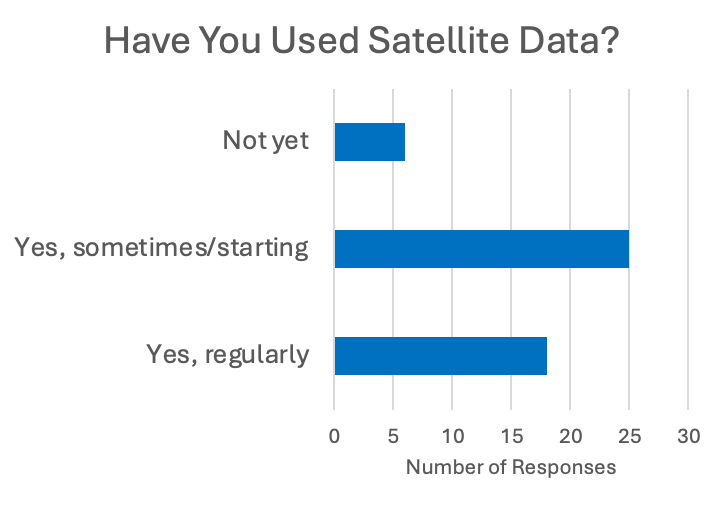 Have You Used Satellite Data?
Not yet
Yes, sometimes/starting
Yes, regularly
0 5 10 15 20 25 30
Number of Responses